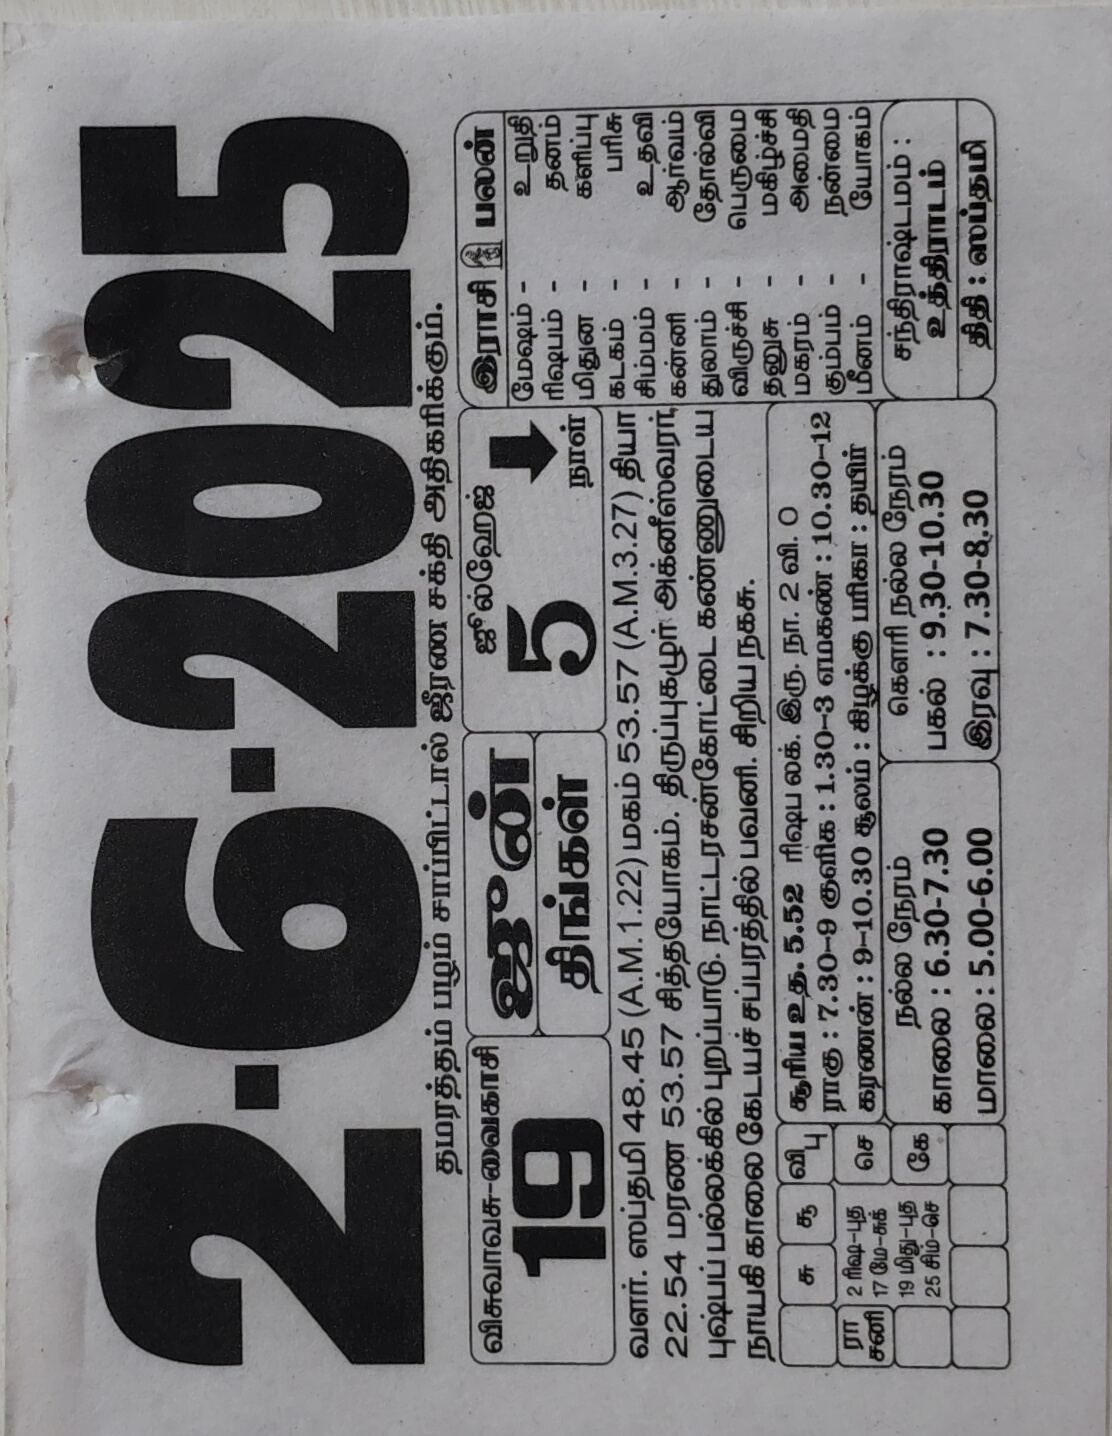 2-6-2025
தமரத்தம் பழம் சாப்பிட்டால் ஜீரண சக்தி அதிகரிக்கும்.
விசுவாவசு-வைகாசி
19
ஜூன்
திங்கள்
ஜுல்ஹேஜ்
5
நாள்
வளர். ஸப்தமி 48.45 (A.M.1.22) மகம் 53.57 (A.M.3.27) தியா
22.54 மரண 53.57 சித்தயோகம். திருப்புகழூர் அக்னீஸ்வரர்,
புஷ்பப் பல்லக்கில் புறப்பாடு. நாட்டரசன்கோட்டை கண்ணுடைய
நாயகி காலை கேடயச் சப்பரத்தில் பவனி. சிறிய நகசு.
இராசி பலன்
மேஷம் - உறுதி
ரிஷபம் - தனம்
மிதுன - களிப்பு
கடகம் - பரிசு
சிம்மம் - உதவி
கன்னி - ஆர்வம்
துலாம் - தோல்வி
விருச்சி - பெருமை
தனுசு - மகிழ்ச்சி
மகரம் - அமைதி
கும்பம் - நன்மை
மீனம் - யோகம்
சந்திராஷ்டமம் :
உத்திராடம்
திதி : ஸப்தமி
சு சூ வி பு
ரா சனி
2 ரிஷ-புத
17 மே-சுக்
செ
19 மிது-புத
25 சிம்-செ
கே
சூரிய உத. 5.52 ரிஷப லக். இரு. நா. 2 வி. 0
ராகு : 7.30-9 குளிக : 1.30-3 எமகண் : 10.30-12
கரணன் : 9-10.30 சூலம் : கிழக்கு பரிகா : தயிர்
நல்ல நேரம்
காலை : 6.30-7.30
மாலை : 5.00-6.00
கௌரி நல்ல நேரம்
பகல் : 9.30-10.30
இரவு : 7.30-8.30